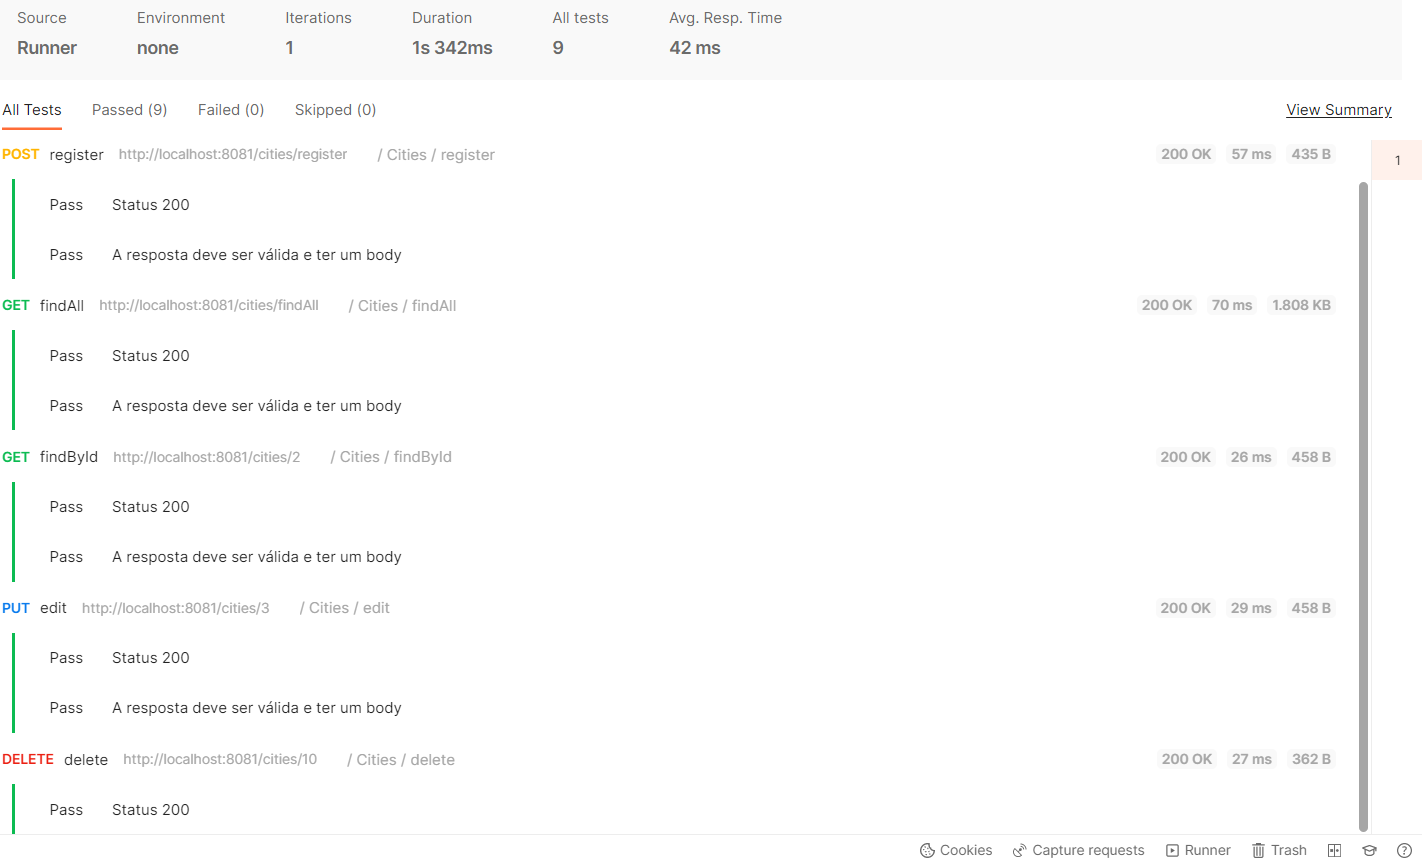 Source Environment Iterations Duration All tests Avg. Resp. Time
Runner none 1 1s 342ms 9 42 ms
All Tests Passed (9) Failed (0) Skipped (0) View Summary
POST register http://localhost:8081/cities/register / Cities / register 200 OK 57 ms 435 B 1
Pass Status 200
Pass A resposta deve ser válida e ter um body
GET findAll http://localhost:8081/cities/findAll / Cities / findAll 200 OK 70 ms 1.808 KB
Pass Status 200
Pass A resposta deve ser válida e ter um body
GET findById http://localhost:8081/cities/2 / Cities / findById 200 OK 26 ms 458 B
Pass Status 200
Pass A resposta deve ser válida e ter um body
PUT edit http://localhost:8081/cities/3 / Cities / edit 200 OK 29 ms 458 B
Pass Status 200
Pass A resposta deve ser válida e ter um body
DELETE delete http://localhost:8081/cities/10 / Cities / delete 200 OK 27 ms 362 B
Pass Status 200
Cookies Capture requests Runner Trash